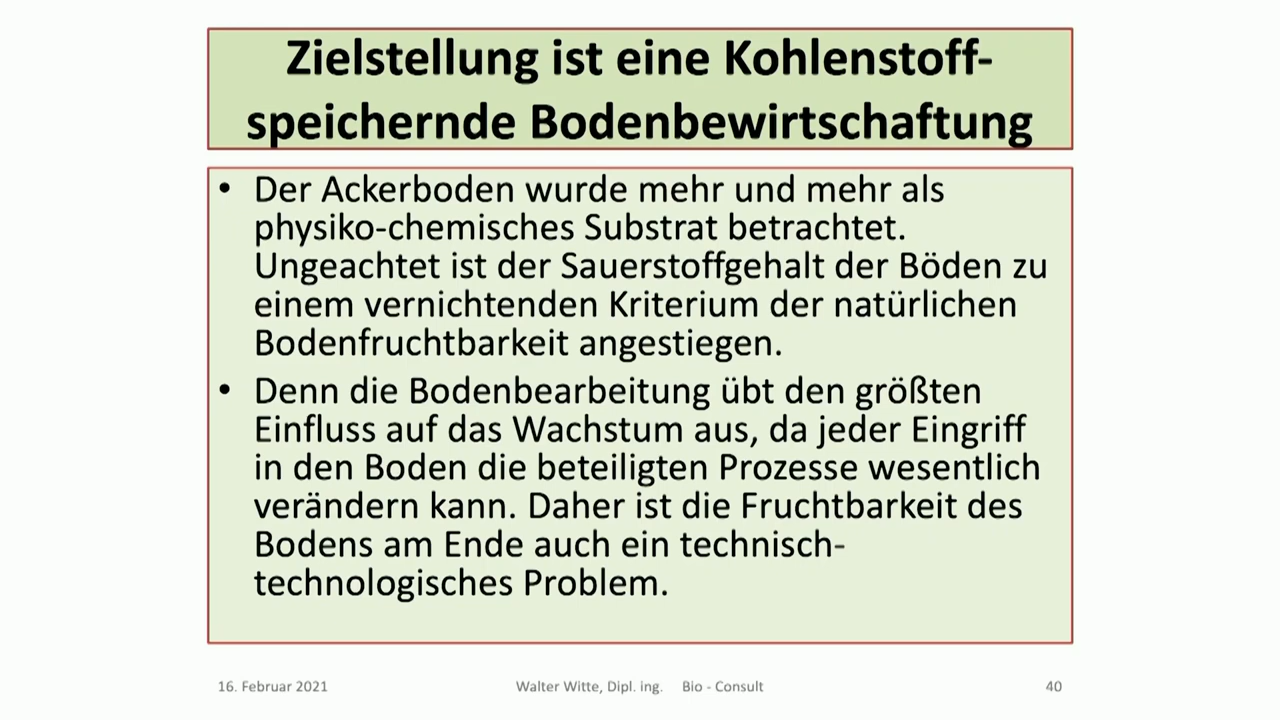 Zielstellung ist eine Kohlenstoff-
speichernde Bodenbewirtschaftung
• Der Ackerboden wurde mehr und mehr als
physiko-chemisches Substrat betrachtet.
Ungeachtet ist der Sauerstoffgehalt der Böden zu
einem vernichtenden Kriterium der natürlichen
Bodenfruchtbarkeit angestiegen.
• Denn die Bodenbearbeitung übt den größten
Einfluss auf das Wachstum aus, da jeder Eingriff
in den Boden die beteiligten Prozesse wesentlich
verändern kann. Daher ist die Fruchtbarkeit des
Bodens am Ende auch ein technisch-
technologisches Problem.
16. Februar 2021 Walter Witte, Dipl. ing. Bio - Consult 40